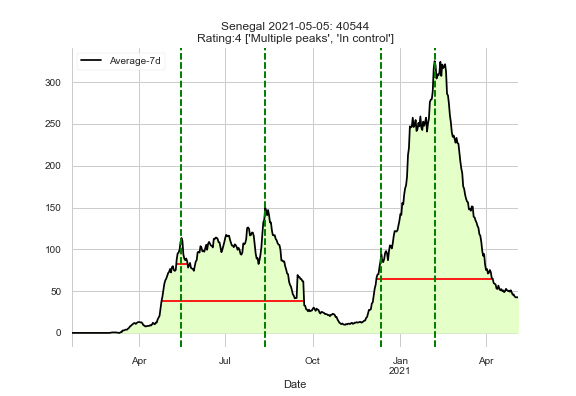 Senegal 2021-05-05: 40544
Rating:4 ['Multiple peaks', 'In control']
Average-7d
300
250
200
150
100
50
0
Apr
Jul
Oct
Jan
2021
Apr
Date